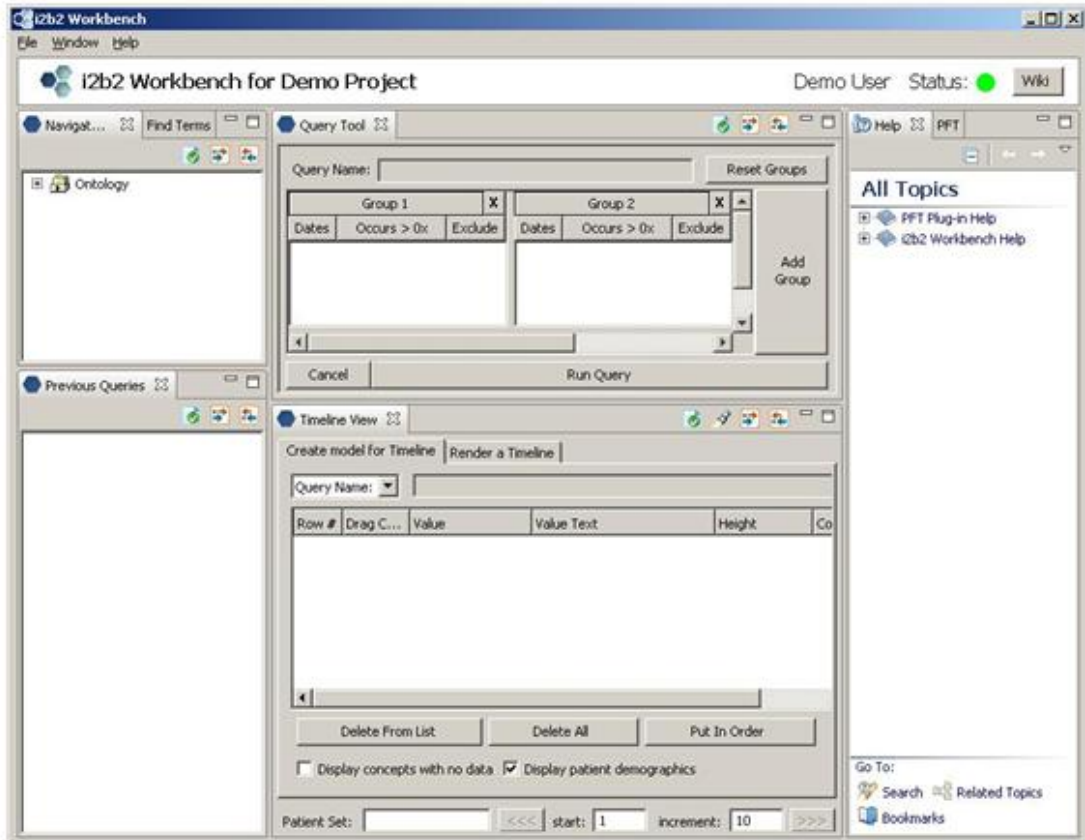 i2b2 Workbench
File Window Help
i2b2 Workbench for Demo Project
Demo User Status: Wiki
Navigat... Find Terms
Ontology
Previous Queries
Query Tool
Query Name: Reset Groups
Group 1 X Group 2 X
Dates Occurs > 0x Exclude Dates Occurs > 0x Exclude
Add
Group
Cancel Run Query
Timeline View
Create model for Timeline Render a Timeline
Query Name:
Row # Drag C... Value Value Text Height Co
Delete From List Delete All Put In Order
Display concepts with no data Display patient demographics
Patient Set: <<< start: 1 increment: 10 >>>
Help PFT
All Topics
PFT Plug-in Help
i2b2 Workbench Help
Go To:
Search Related Topics
Bookmarks